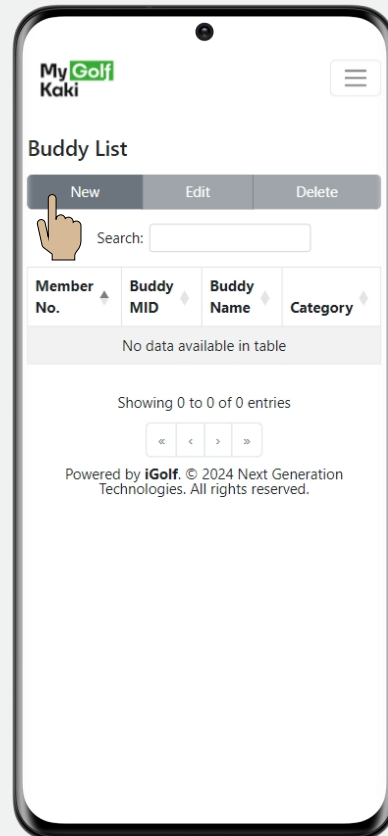 My Golf
Kaki
Buddy List
New Edit Delete
Search:
Member No. Buddy MID Buddy Name Category
No data available in table
Showing 0 to 0 of 0 entries
« ‹ › »
Powered by iGolf. © 2024 Next Generation
Technologies. All rights reserved.